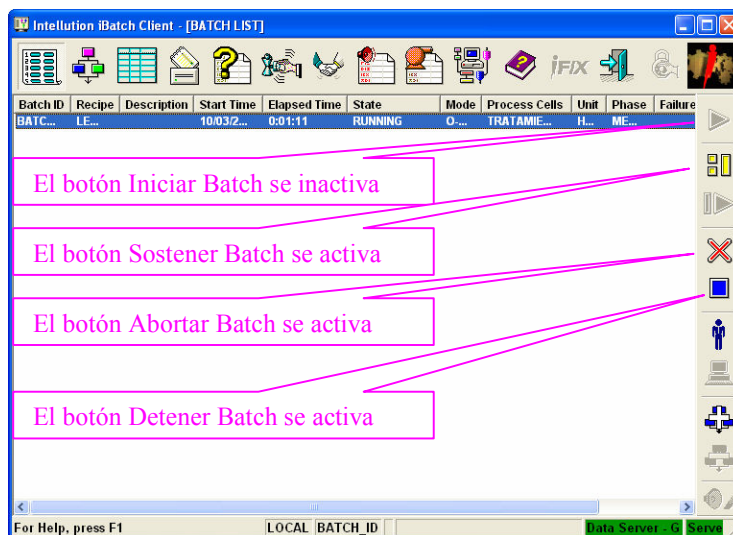 Intellution iBatch Client - [BATCH LIST]
iFIX
Batch ID Recipe Description Start Time Elapsed Time State Mode Process Cells Unit Phase Failure
BATC... LE... 10/03/2... 0:01:11 RUNNING O-... TRATAMIE... H... ME...
El botón Iniciar Batch se inactiva
El botón Sostener Batch se activa
El botón Abortar Batch se activa
El botón Detener Batch se activa
For Help, press F1 LOCAL BATCH_ID Data Server - G Serve